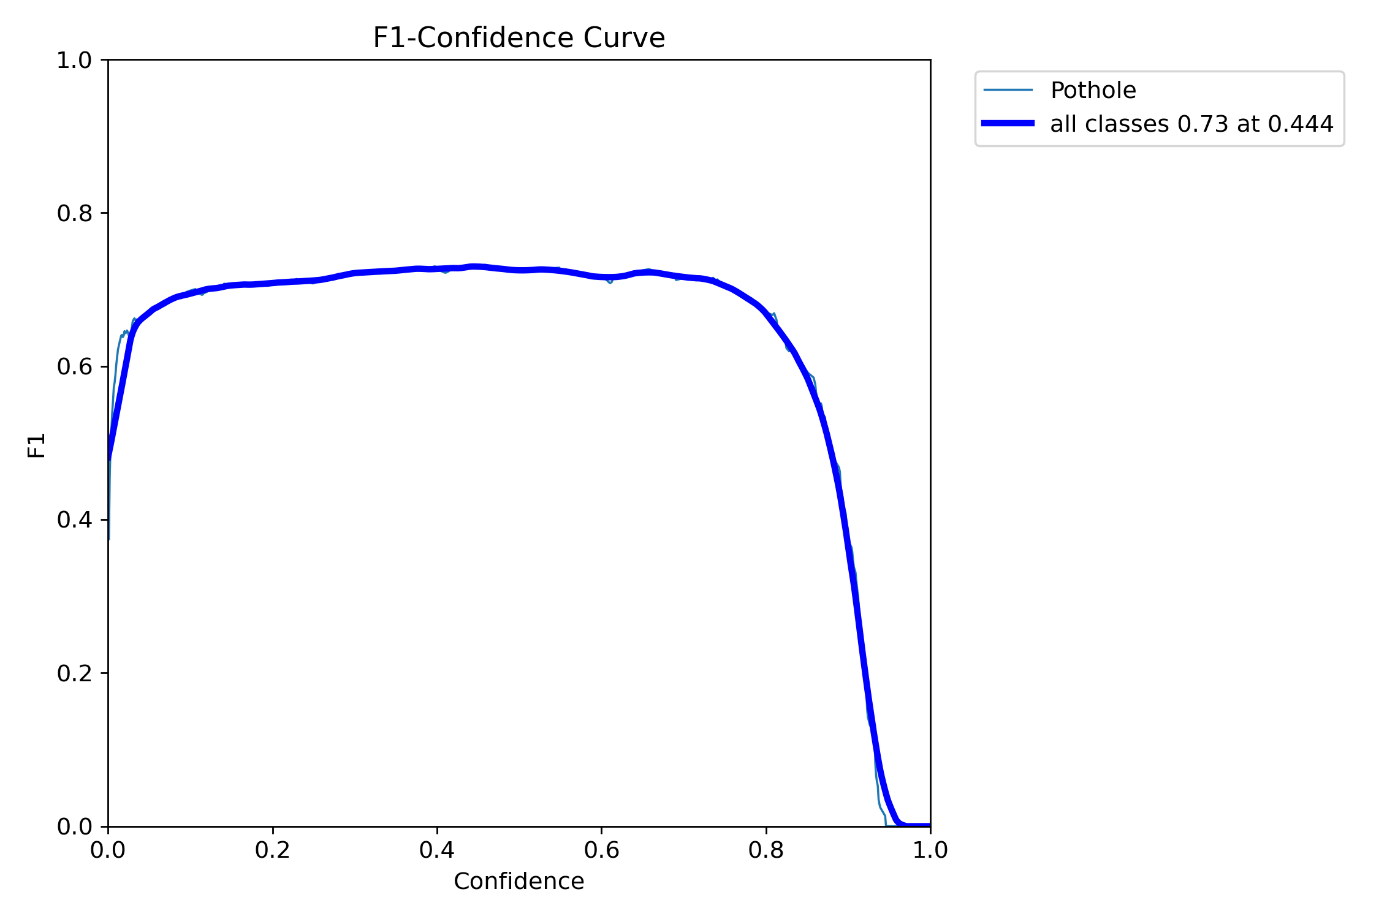 F1-Confidence Curve
Pothole
all classes 0.73 at 0.444
1.0
0.8
0.6
0.4
0.2
0.0
F1
0.0 0.2 0.4 0.6 0.8 1.0
Confidence